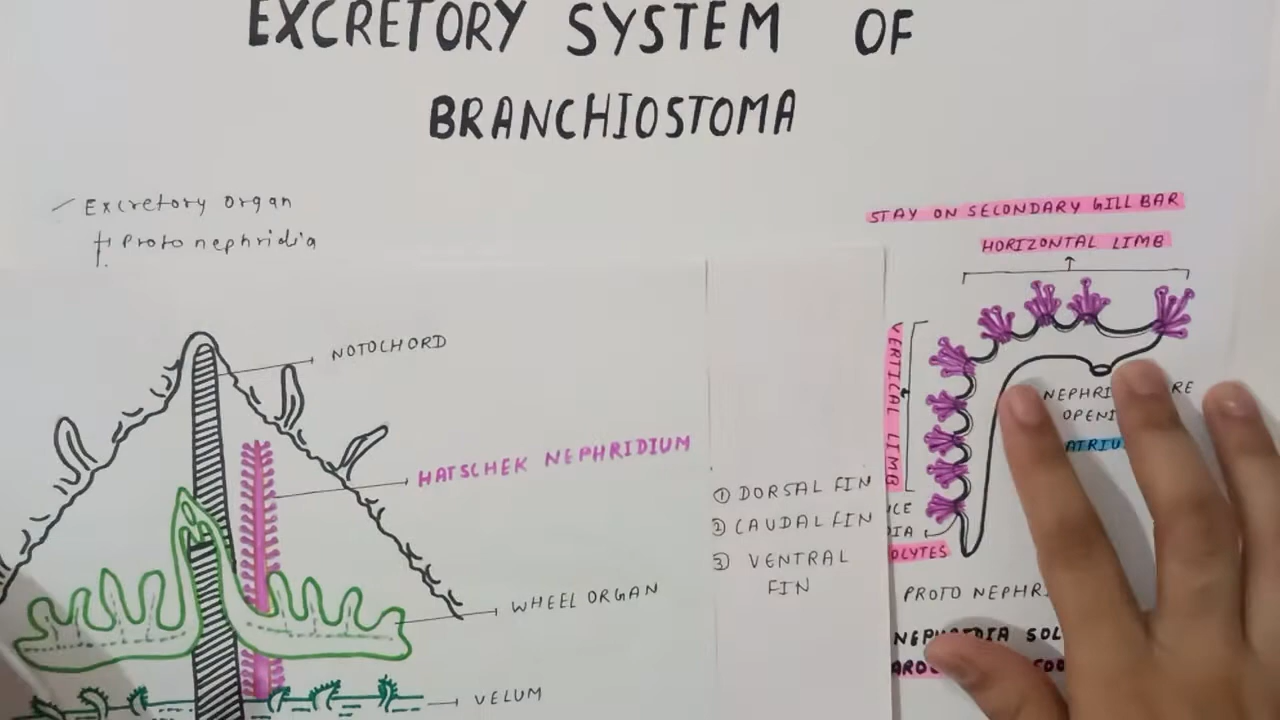 EXCRETORY SYSTEM OF
BRANCHIOSTOMA
Excretory organ
Proto nephridia
NOTOCHORD
HATSCHEK NEPHRIDIUM
WHEEL ORGAN
VELUM
① DORSAL FIN
② CAUDAL FIN
③ VENTRAL
FIN
STAY ON SECONDARY GILL BAR
HORIZONTAL LIMB
VERTICAL LIMB
PROTO NEPHRI